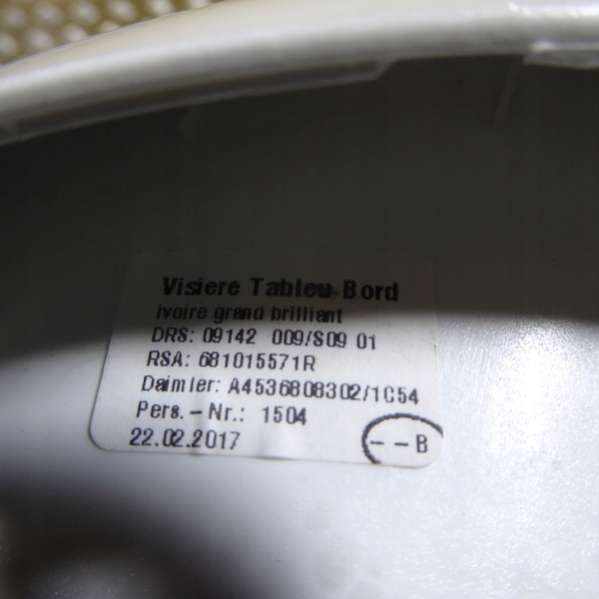 Visiere Tableu Bord
ivoire grand brilliant
DRS: 09142 009/S09 01
RSA: 681015571R
Daimler: A4536808302/1C54
Pers.-Nr.: 1504
22.02.2017 --B